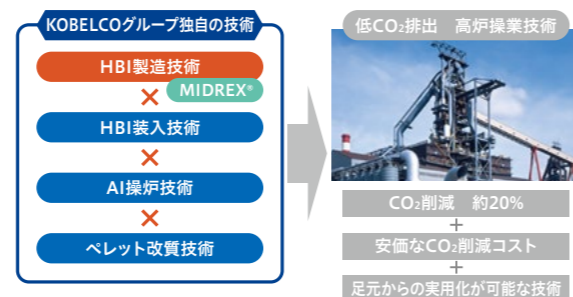 KOBELCOグループ独自の技術
HBI製造技術
×
MIDREX®
HBI装入技術
×
AI操炉技術
×
ペレット改質技術
低CO₂排出 高炉操業技術
CO₂削減 約20%
+
安価なCO₂削減コスト
+
足元からの実用化が可能な技術